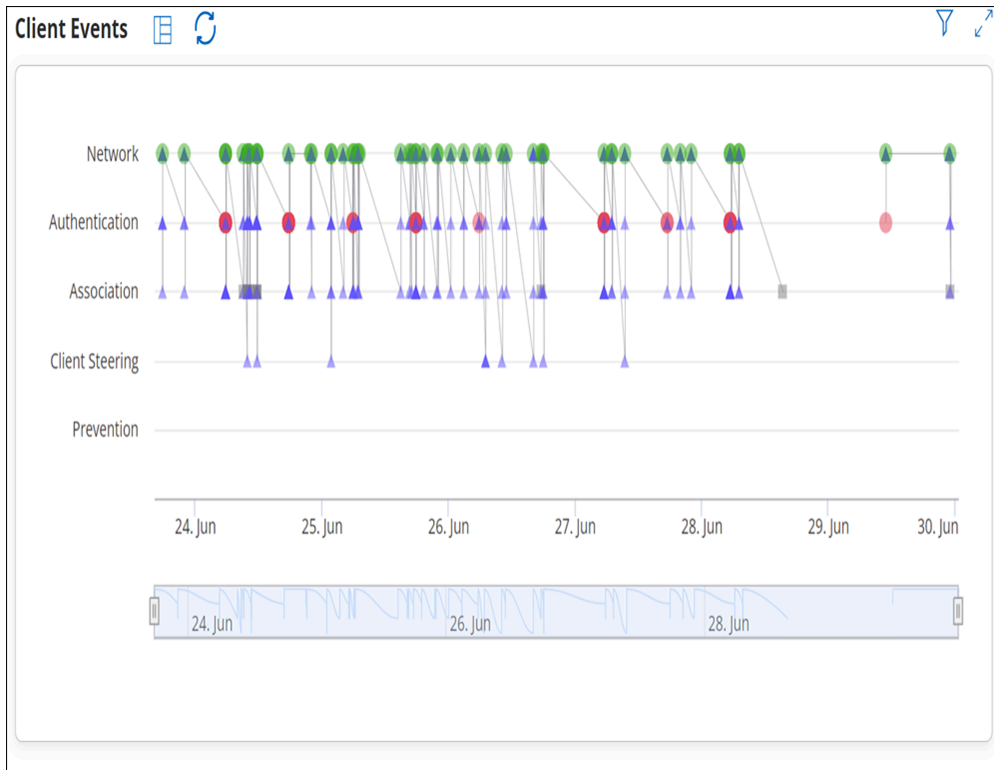 Client Events
Network
Authentication
Association
Client Steering
Prevention
24. Jun 25. Jun 26. Jun 27. Jun 28. Jun 29. Jun 30. Jun
24. Jun 26. Jun 28. Jun